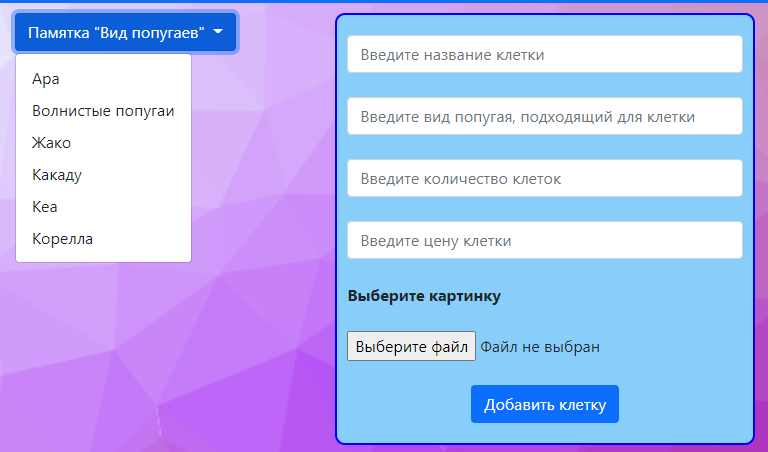 Памятка "Вид попугаев"
Ара
Волнистые попугаи
Жако
Какаду
Кеа
Корелла
Введите название клетки
Введите вид попугая, подходящий для клетки
Введите количество клеток
Введите цену клетки
Выберите картинку
Выберите файл Файл не выбран
Добавить клетку